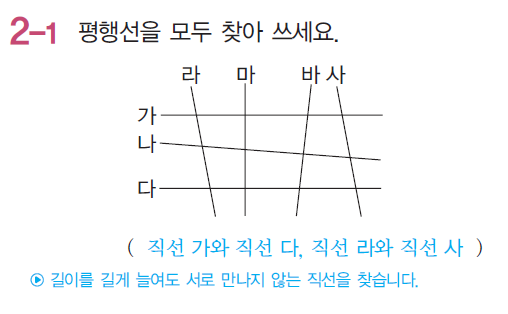 2-1 평행선을 모두 찾아 쓰세요.
라 마 바 사
가
나
다
( 직선 가와 직선 다, 직선 라와 직선 사 )
길이를 길게 늘여도 서로 만나지 않는 직선을 찾습니다.